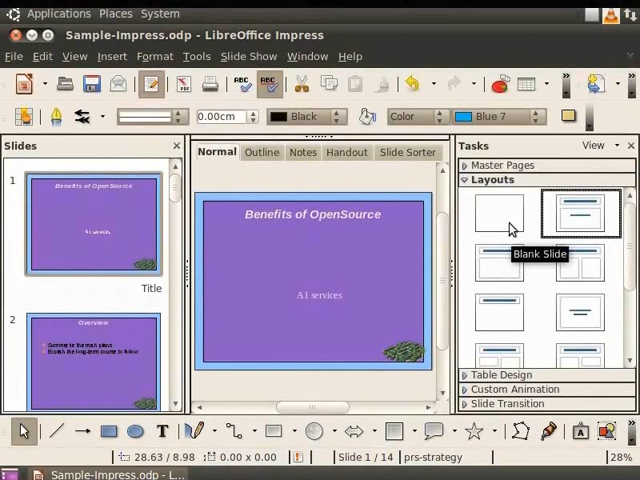 Applications Places System
Sample-Impress.odp - LibreOffice Impress
File Edit View Insert Format Tools Slide Show Window Help
ABC ABC
0.00cm Black Color Blue 7
Slides
Normal Outline Notes Handout Slide Sorter
Tasks View
Master Pages
Layouts
Blank Slide
Table Design
Custom Animation
Slide Transition
1
Benefits of OpenSource
A1 services
Title
2
Overview
Benefits of OpenSource
A1 services
T
A
28.63 / 8.98 0.00 x 0.00 Slide 1 / 14 prs-strategy 28%
Sample-Impress.odp - L...